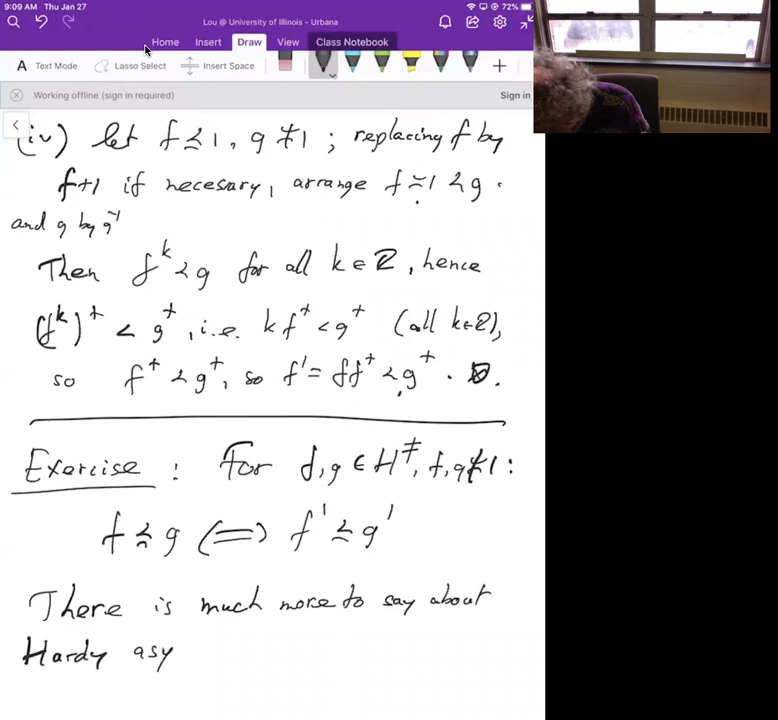 9:09 AM Thu Jan 27
72%
Lou @ University of Illinois - Urbana
Home Insert Draw View Class Notebook
A Text Mode Lasso Select Insert Space
Working offline (sign in required) Sign in
(iv) let f ≼ 1, g ≭ 1 ; replacing f by
f+1 if necesary, arrange f ≍ 1 ≺ g.
and g by g⁻¹
Then f^k ≺ g for all k ∈ ℤ, hence
(f^k)^† < g^†, i.e. k f^† < g^† (all k∈ℤ),
so f^† ≺ g^†, so f' = f f^† ≺ g^†.
Exercise : For f, g ∈ H^≠, f, g ≭ 1 :
f ≼ g ⟺ f' ≼ g'
There is much more to say about
Hardy asy